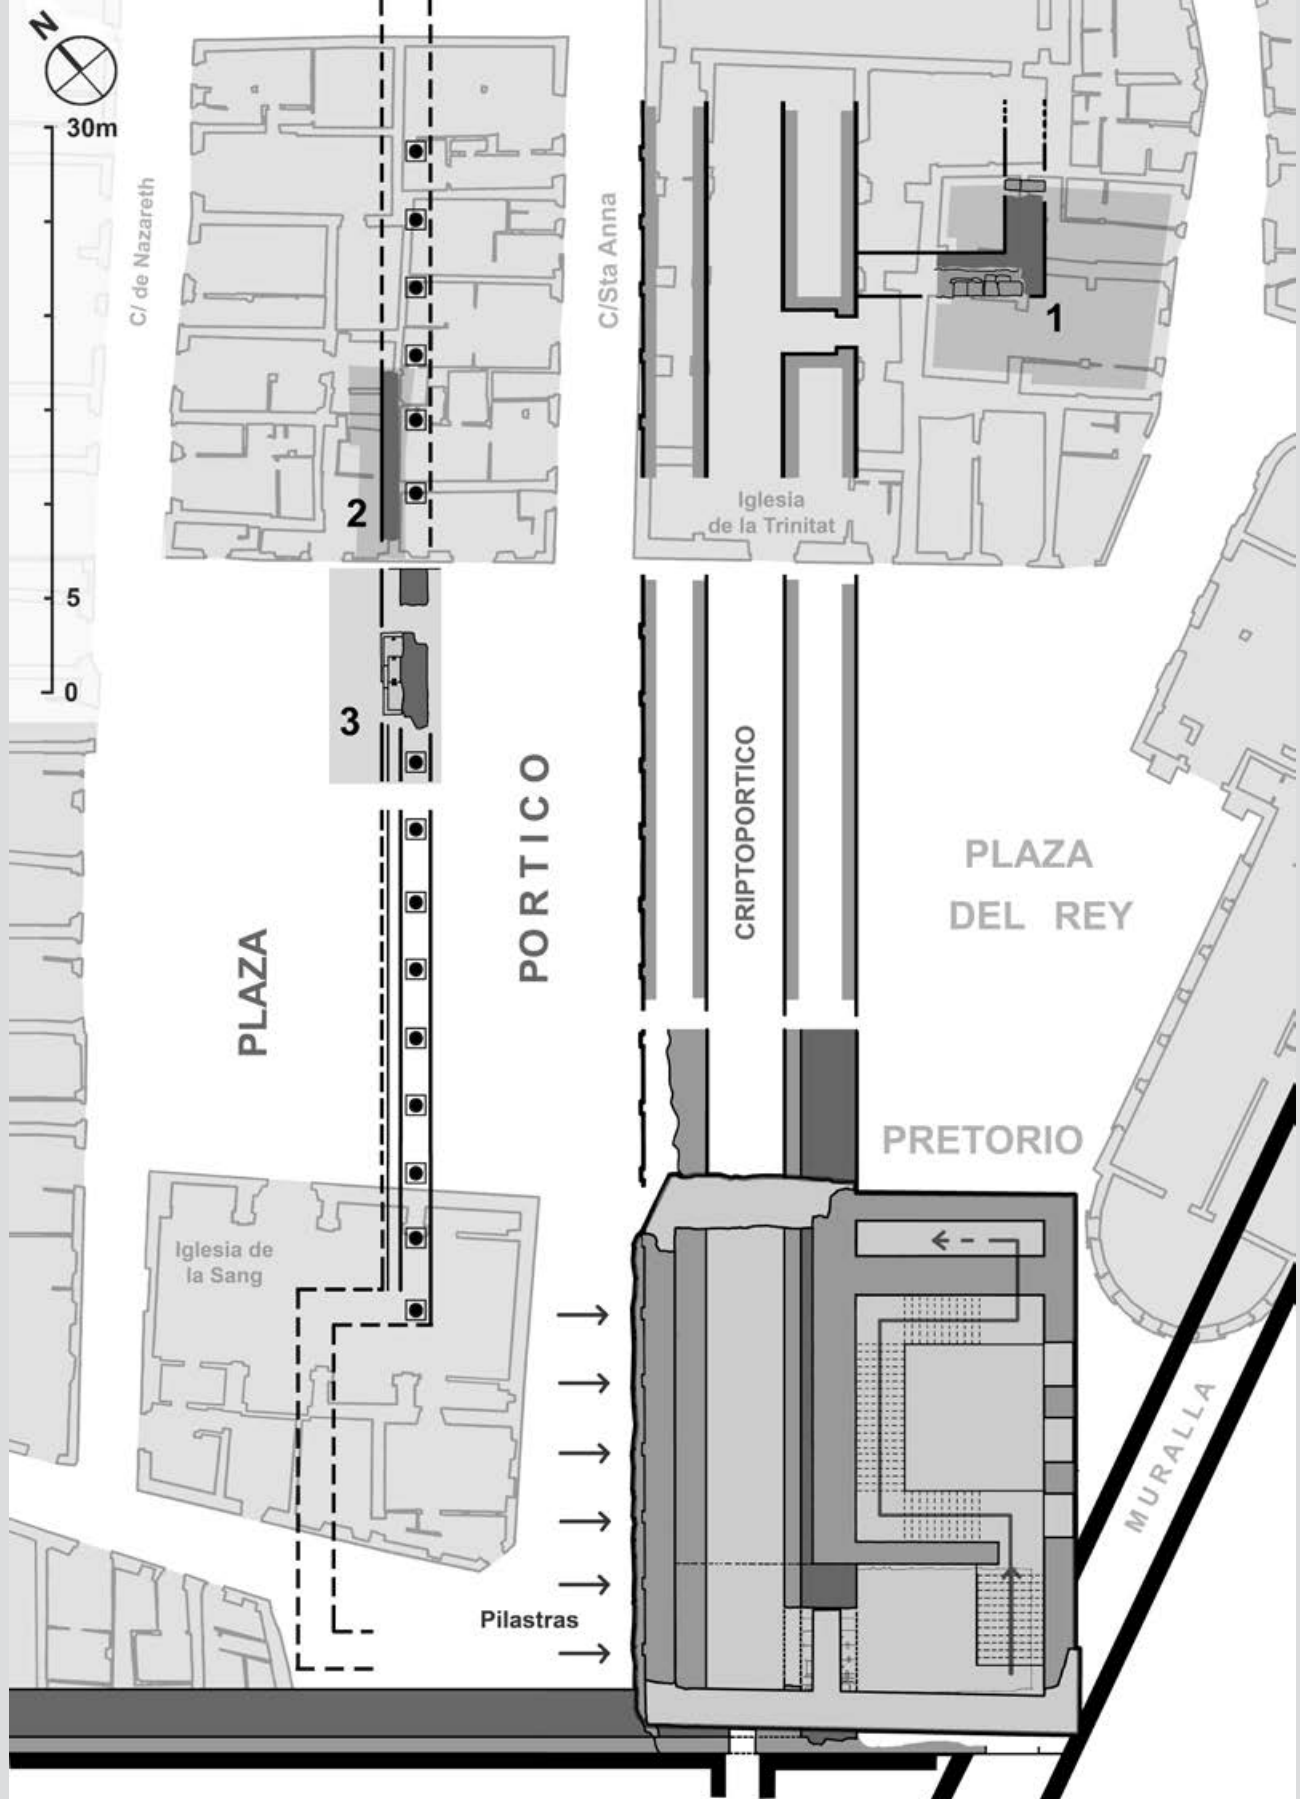 N
30m
C/ de Nazareth
C/Sta Anna
1
Iglesia
de la Trinitat
2
5
0
3
PORTICO
CRIPTOPORTICO
PLAZA
DEL REY
PLAZA
PRETORIO
Iglesia de
la Sang
MURALLA
Pilastras